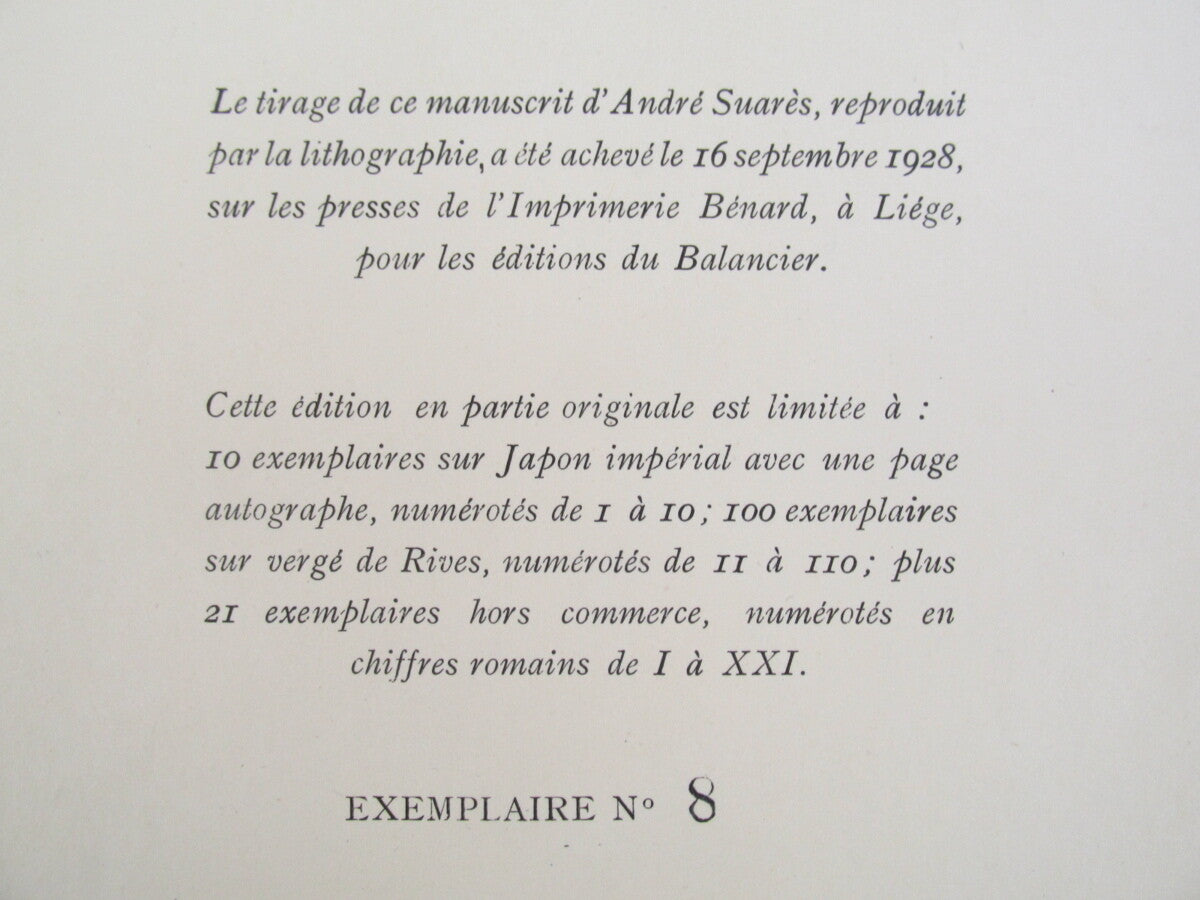 Le tirage de ce manuscrit d'André Suarès, reproduit
par la lithographie, a été achevé le 16 septembre 1928,
sur les presses de l'Imprimerie Bénard, à Liége,
pour les éditions du Balancier.
Cette édition en partie originale est limitée à :
10 exemplaires sur Japon impérial avec une page
autographe, numérotés de 1 à 10 ; 100 exemplaires
sur vergé de Rives, numérotés de 11 à 110 ; plus
21 exemplaires hors commerce, numérotés en
chiffres romains de I à XXI.
EXEMPLAIRE Nº 8